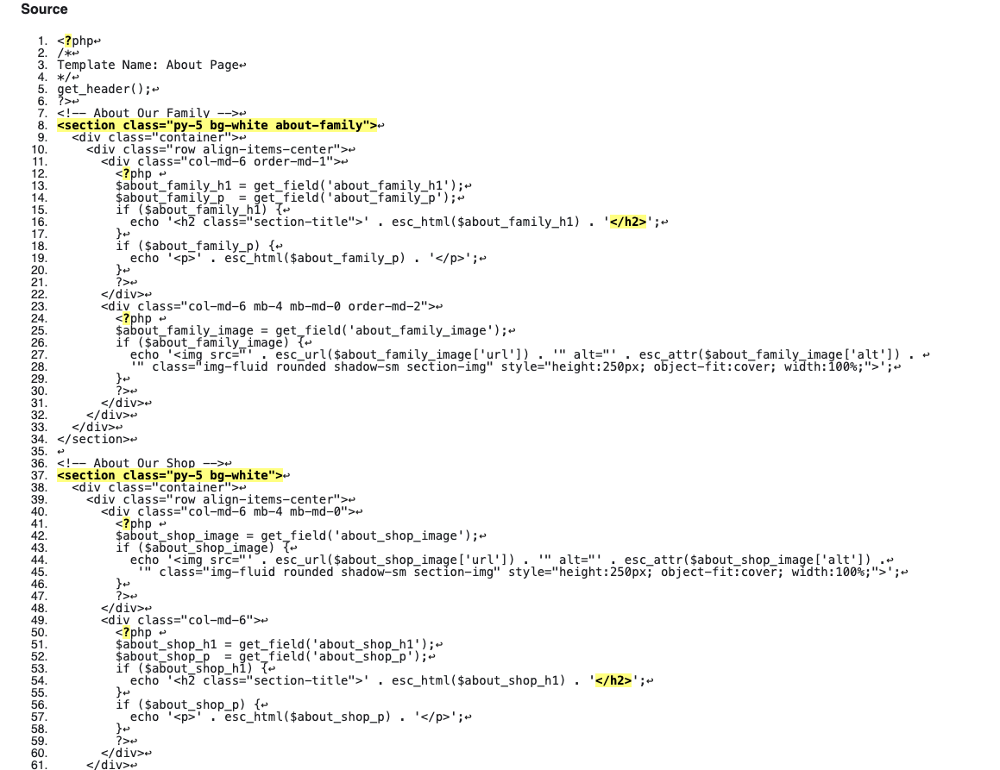 Source
1. <?php↩
2. /*↩
3. Template Name: About Page↩
4. */↩
5. get_header();↩
6. ?>↩
7. <!-- About Our Family -->↩
8. <section class="py-5 bg-white about-family">↩
9.   <div class="container">↩
10.     <div class="row align-items-center">↩
11.       <div class="col-md-6 order-md-1">↩
12.         <?php ↩
13.         $about_family_h1 = get_field('about_family_h1');↩
14.         $about_family_p  = get_field('about_family_p');↩
15.         if ($about_family_h1) {↩
16.           echo '<h2 class="section-title">' . esc_html($about_family_h1) . '</h2>';↩
17.         }↩
18.         if ($about_family_p) {↩
19.           echo '<p>' . esc_html($about_family_p) . '</p>';↩
20.         }↩
21.         ?>↩
22.       </div>↩
23.       <div class="col-md-6 mb-4 mb-md-0 order-md-2">↩
24.         <?php ↩
25.         $about_family_image = get_field('about_family_image');↩
26.         if ($about_family_image) {↩
27.           echo '<img src="' . esc_url($about_family_image['url']) . '" alt="' . esc_attr($about_family_image['alt']) . ↩
28.           '" class="img-fluid rounded shadow-sm section-img" style="height:250px; object-fit:cover; width:100%;">';↩
29.         }↩
30.         ?>↩
31.       </div>↩
32.     </div>↩
33.   </div>↩
34. </section>↩
35. ↩
36. <!-- About Our Shop -->↩
37. <section class="py-5 bg-white">↩
38.   <div class="container">↩
39.     <div class="row align-items-center">↩
40.       <div class="col-md-6 mb-4 mb-md-0">↩
41.         <?php ↩
42.         $about_shop_image = get_field('about_shop_image');↩
43.         if ($about_shop_image) {↩
44.           echo '<img src="' . esc_url($about_shop_image['url']) . '" alt="' . esc_attr($about_shop_image['alt']) .↩
45.            '" class="img-fluid rounded shadow-sm section-img" style="height:250px; object-fit:cover; width:100%;">';↩
46.         }↩
47.         ?>↩
48.       </div>↩
49.       <div class="col-md-6">↩
50.         <?php ↩
51.         $about_shop_h1 = get_field('about_shop_h1');↩
52.         $about_shop_p  = get_field('about_shop_p');↩
53.         if ($about_shop_h1) {↩
54.           echo '<h2 class="section-title">' . esc_html($about_shop_h1) . '</h2>';↩
55.         }↩
56.         if ($about_shop_p) {↩
57.           echo '<p>' . esc_html($about_shop_p) . '</p>';↩
58.         }↩
59.         ?>↩
60.       </div>↩
61.     </div>↩